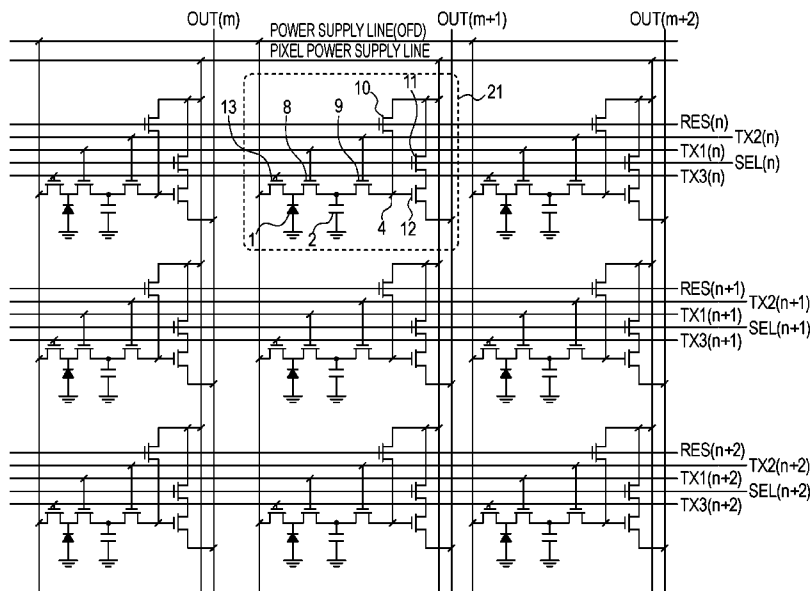 OUT(m)
OUT(m+1)
OUT(m+2)
POWER SUPPLY LINE(OFD)
PIXEL POWER SUPPLY LINE
11
10
21
13
8
9
RES(n)
TX2(n)
TX1(n)
SEL(n)
TX3(n)
1
2
4
12
RES(n+1)
TX2(n+1)
TX1(n+1)
SEL(n+1)
TX3(n+1)
RES(n+2)
TX2(n+2)
TX1(n+2)
SEL(n+2)
TX3(n+2)